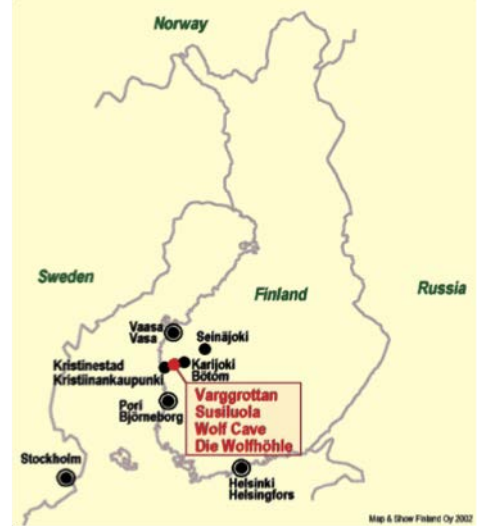 Norway
Sweden
Finland
Russia
Vaasa
Vasa
Seinäjoki
Kristinestad
Kristiinankaupunki
Karijoki
Bötom
Pori
Björneborg
Varggrottan
Susiluola
Wolf Cave
Die Wolfhöhle
Stockholm
Helsinki
Helsingfors
Map & Show Finland Oy 2002